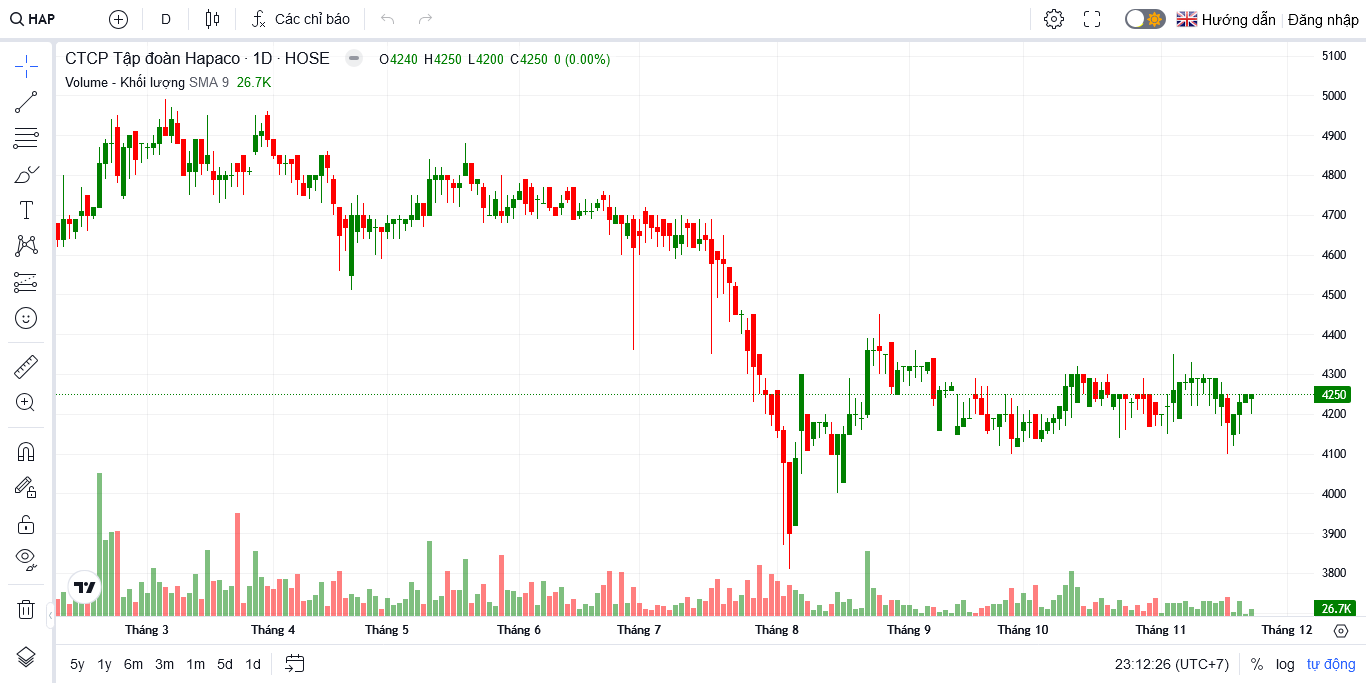 HAP D Các chỉ báo Hướng dẫn Đăng nhập
CTCP Tập đoàn Hapaco · 1D · HOSE O4240 H4250 L4200 C4250 0 (0.00%)
Volume - Khối lượng SMA 9 26.7K
5100
5000
4900
4800
4700
4600
4500
4400
4300
4250
4200
4100
4000
3900
3800
26.7K
Tháng 3 Tháng 4 Tháng 5 Tháng 6 Tháng 7 Tháng 8 Tháng 9 Tháng 10 Tháng 11 Tháng 12
5y 1y 6m 3m 1m 5d 1d 23:12:26 (UTC+7) % log tự động